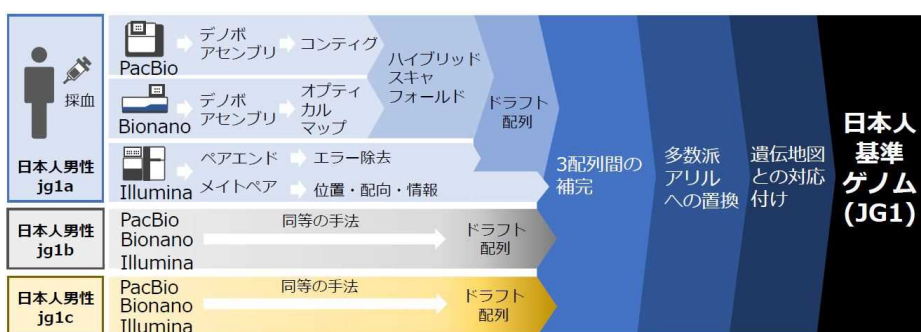 採血
日本人男性
jg1a
PacBio
デノボ
アセンブリ
コンティグ
Bionano
デノボ
アセンブリ
オプティ
カル
マップ
ハイブリッド
スキャ
フォールド
Illumina
ペアエンド
エラー除去
メイトペア
位置・配向・情報
ドラフト
配列
日本人男性
jg1b
PacBio
Bionano
Illumina
同等の手法
ドラフト
配列
日本人男性
jg1c
PacBio
Bionano
Illumina
同等の手法
ドラフト
配列
3配列間の
補完
多数派
アリル
への置換
遺伝地図
との対応
付け
日本人
基準
ゲノム
(JG1)